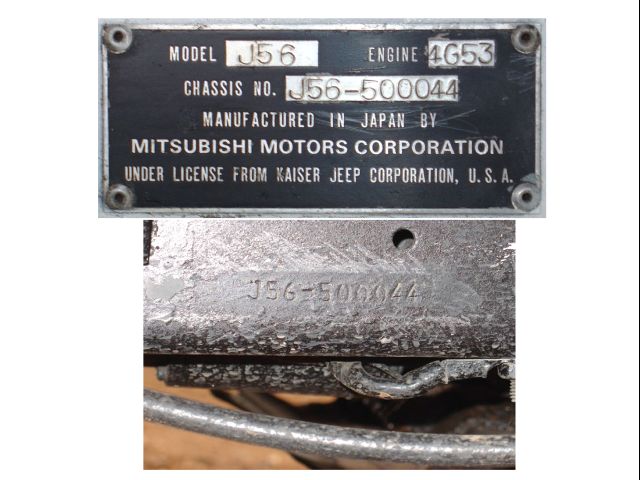 MODEL J56 ENGINE 4G53
CHASSIS NO. J56-500044
MANUFACTURED IN JAPAN BY
MITSUBISHI MOTORS CORPORATION
UNDER LICENSE FROM KAISER JEEP CORPORATION, U.S.A.
J56-500044